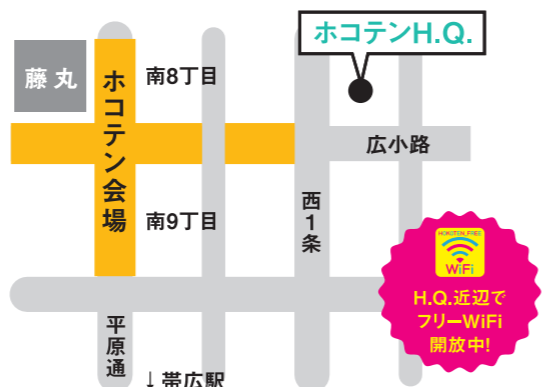 ホコテンH.Q.
藤丸
南8丁目
ホコテン会場
広小路
南9丁目
西1条
HOKOTEN_FREE
WiFi
H.Q.近辺で
フリーWiFi
開放中!
平原通
↓帯広駅